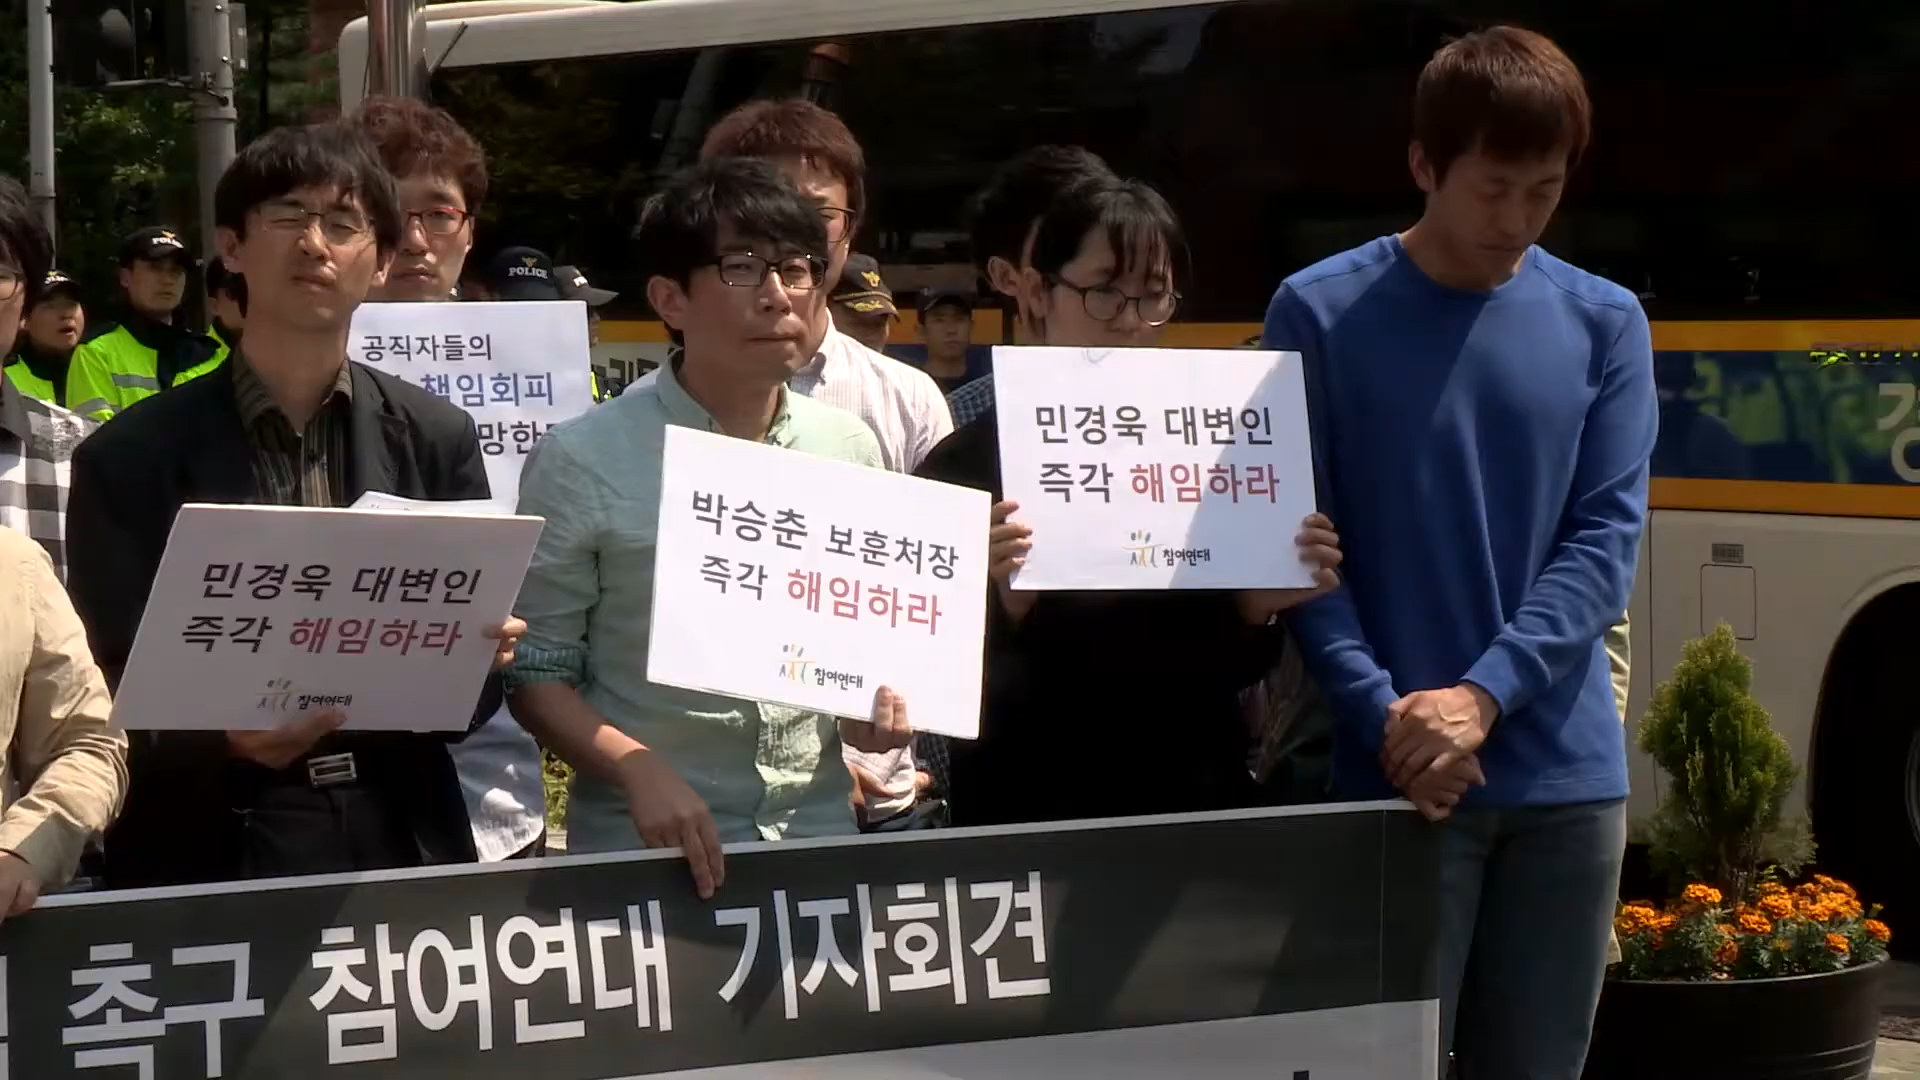 POLICE
POLICE
공직자들의
책임회피
망한
민경욱 대변인
즉각 해임하라
참여연대
박승춘 보훈처장
즉각 해임하라
참여연대
민경욱 대변인
즉각 해임하라
참여연대
촉구 참여연대 기자회견